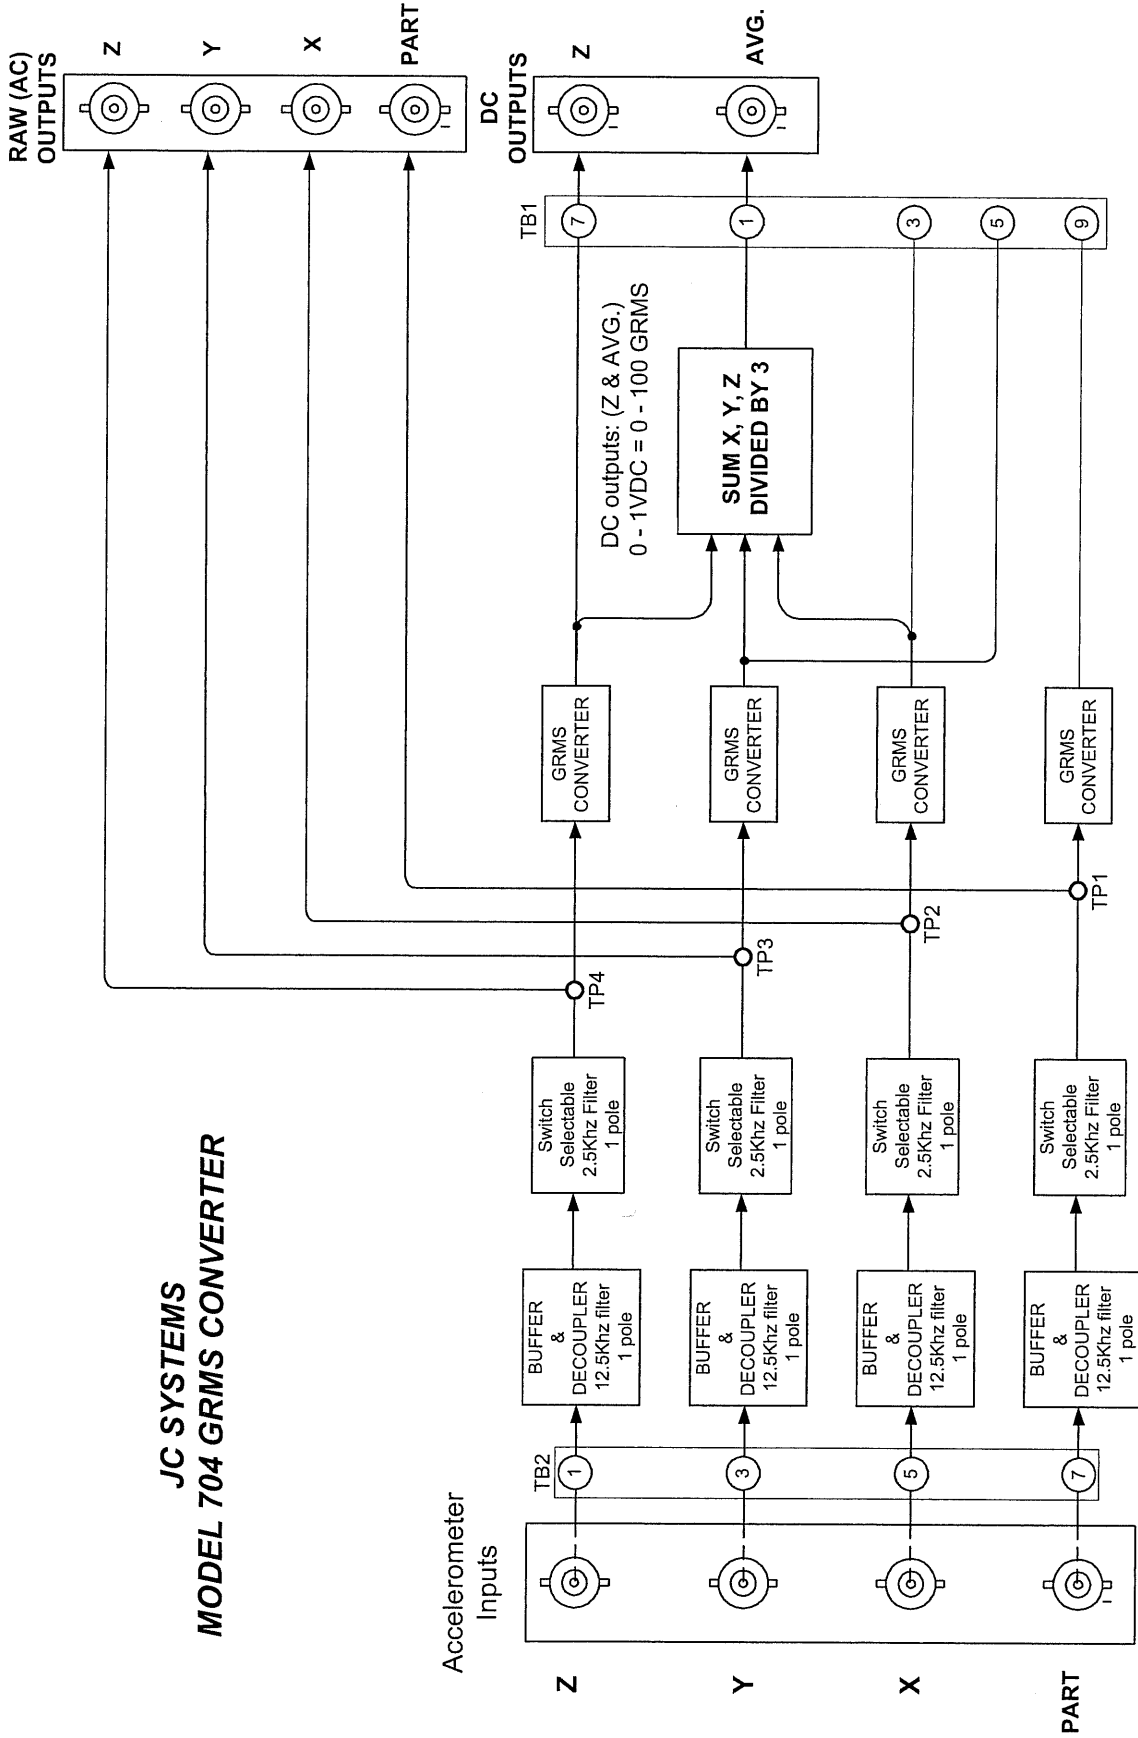 JC SYSTEMS
MODEL 704 GRMS CONVERTER
RAW (AC)
OUTPUTS
Z
Y
X
PART
DC
OUTPUTS
Z
AVG.
Accelerometer
Inputs
TB2
TB1
Z
1
BUFFER
&
DECOUPLER
12.5Khz filter
1 pole
Switch
Selectable
2.5Khz Filter
1 pole
TP4
GRMS
CONVERTER
7
DC outputs: (Z & AVG.)
0 - 1VDC = 0 - 100 GRMS
Y
3
BUFFER
&
DECOUPLER
12.5Khz filter
1 pole
Switch
Selectable
2.5Khz Filter
1 pole
TP3
GRMS
CONVERTER
SUM X, Y, Z
DIVIDED BY 3
1
X
5
BUFFER
&
DECOUPLER
12.5Khz filter
1 pole
Switch
Selectable
2.5Khz Filter
1 pole
TP2
GRMS
CONVERTER
3
5
PART
7
BUFFER
&
DECOUPLER
12.5Khz filter
1 pole
Switch
Selectable
2.5Khz Filter
1 pole
TP1
GRMS
CONVERTER
9